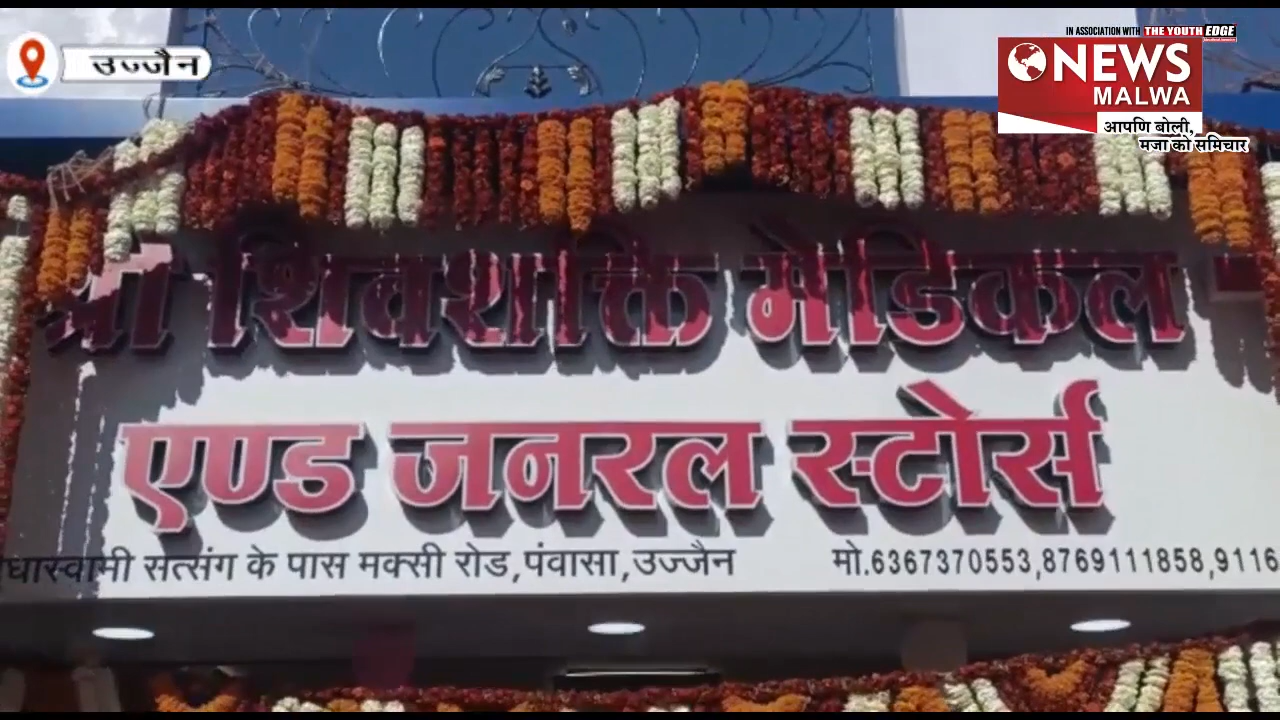 उज्जैन
IN ASSOCIATION WITH THE YOUTH EDGE
NEWS
MALWA
आपणि बोली,
मजा को समिचार
श्री शिवशक्ति मेडिकल
एण्ड जनरल स्टोर्स
धास्वामी सत्संग के पास मक्सी रोड,पंवासा,उज्जैन मो.6367370553,8769111858,9116